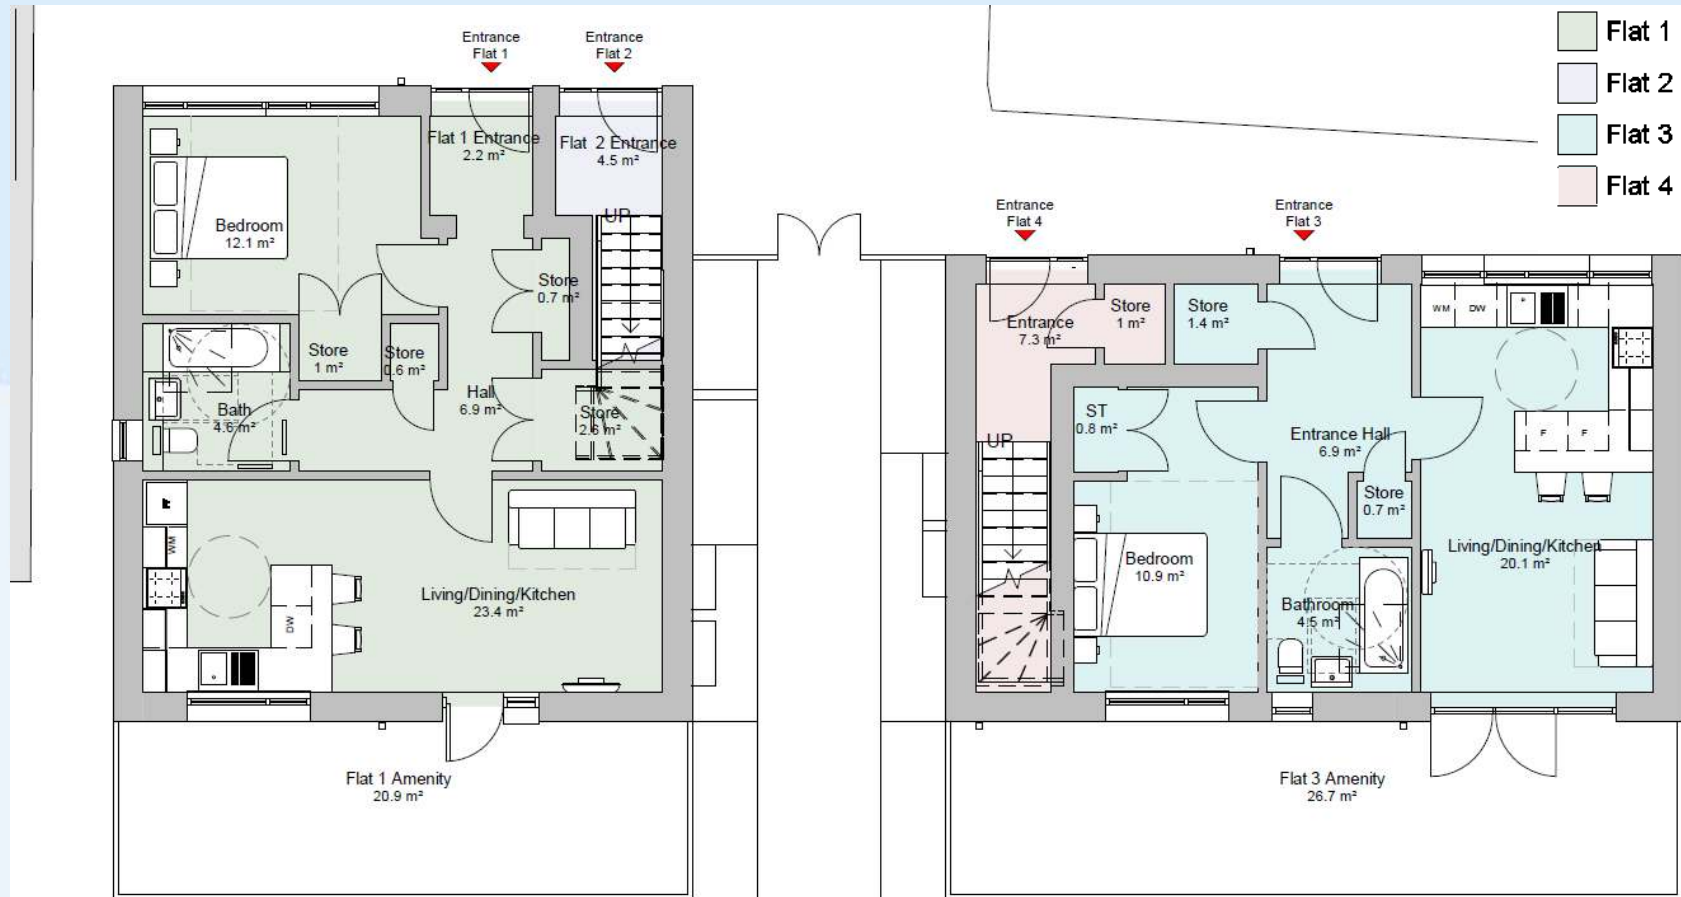 Entrance
Flat 1
Entrance
Flat 2
Flat 1
Flat 2
Flat 3
Flat 4
Flat 1 Entrance
2.2 m²
Flat 2 Entrance
4.5 m²
Bedroom
12.1 m²
UP
Store
0.7 m²
Store
1 m²
Store
0.6 m²
Hall
6.9 m²
Bath
4.6 m²
Store
2.6 m²
WM
DW
Living/Dining/Kitchen
23.4 m²
Flat 1 Amenity
20.9 m²
Entrance
Flat 4
Entrance
Flat 3
Entrance
7.3 m²
Store
1 m²
Store
1.4 m²
WM
DW
ST
0.8 m²
UP
Entrance Hall
6.9 m²
F
F
Store
0.7 m²
Bedroom
10.9 m²
Living/Dining/Kitchen
20.1 m²
Bathroom
4.5 m²
Flat 3 Amenity
26.7 m²